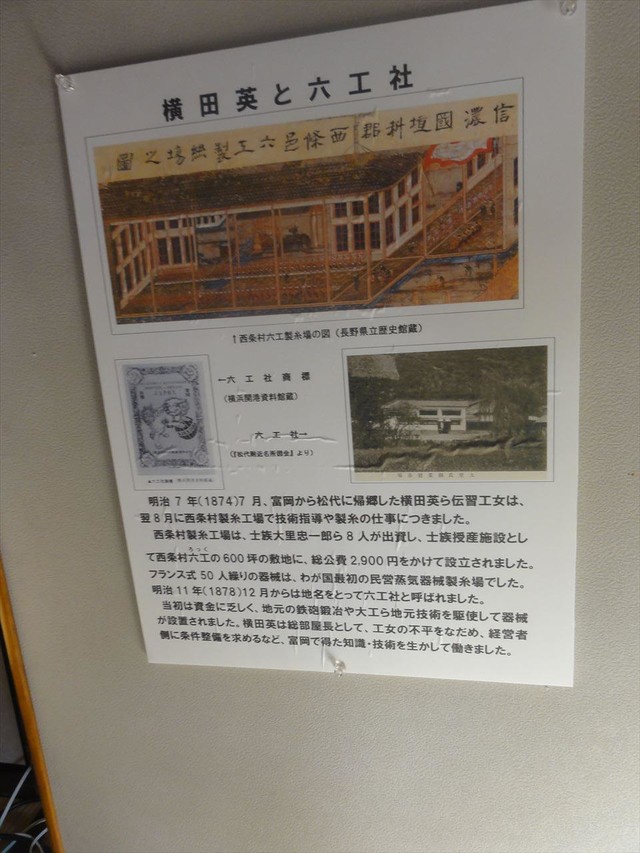 横田英と六工社
信濃國埴科郡西條邑六工製絲塲之圖
↑西条村六工製糸場の図（長野県立歴史館蔵）
←六 工 社 商 標
（横浜開港資料館蔵）
六 工 社→
（『松代附近名所図会』より）
明治７年(1874)７月、富岡から松代に帰郷した横田英ら伝習工女は、
翌８月に西条村製糸工場で技術指導や製糸の仕事につきました。
西条村製糸工場は、士族大里忠一郎ら８人が出資し、士族授産施設とし
ろっく
て西条村六工の600坪の敷地に、総公費2,900円をかけて設立されました。
フランス式50人繰りの器械は、わが国最初の民営蒸気器械製糸場でした。
明治11年(1878)12月からは地名をとって六工社と呼ばれました。
当初は資金に乏しく、地元の鉄砲鍛冶や大工ら地元技術を駆使して器械
が設置されました。横田英は総部屋長として、工女の不平をなだめ、経営者
側に条件整備を求めるなど、富岡で得た知識・技術を生かして働きました。